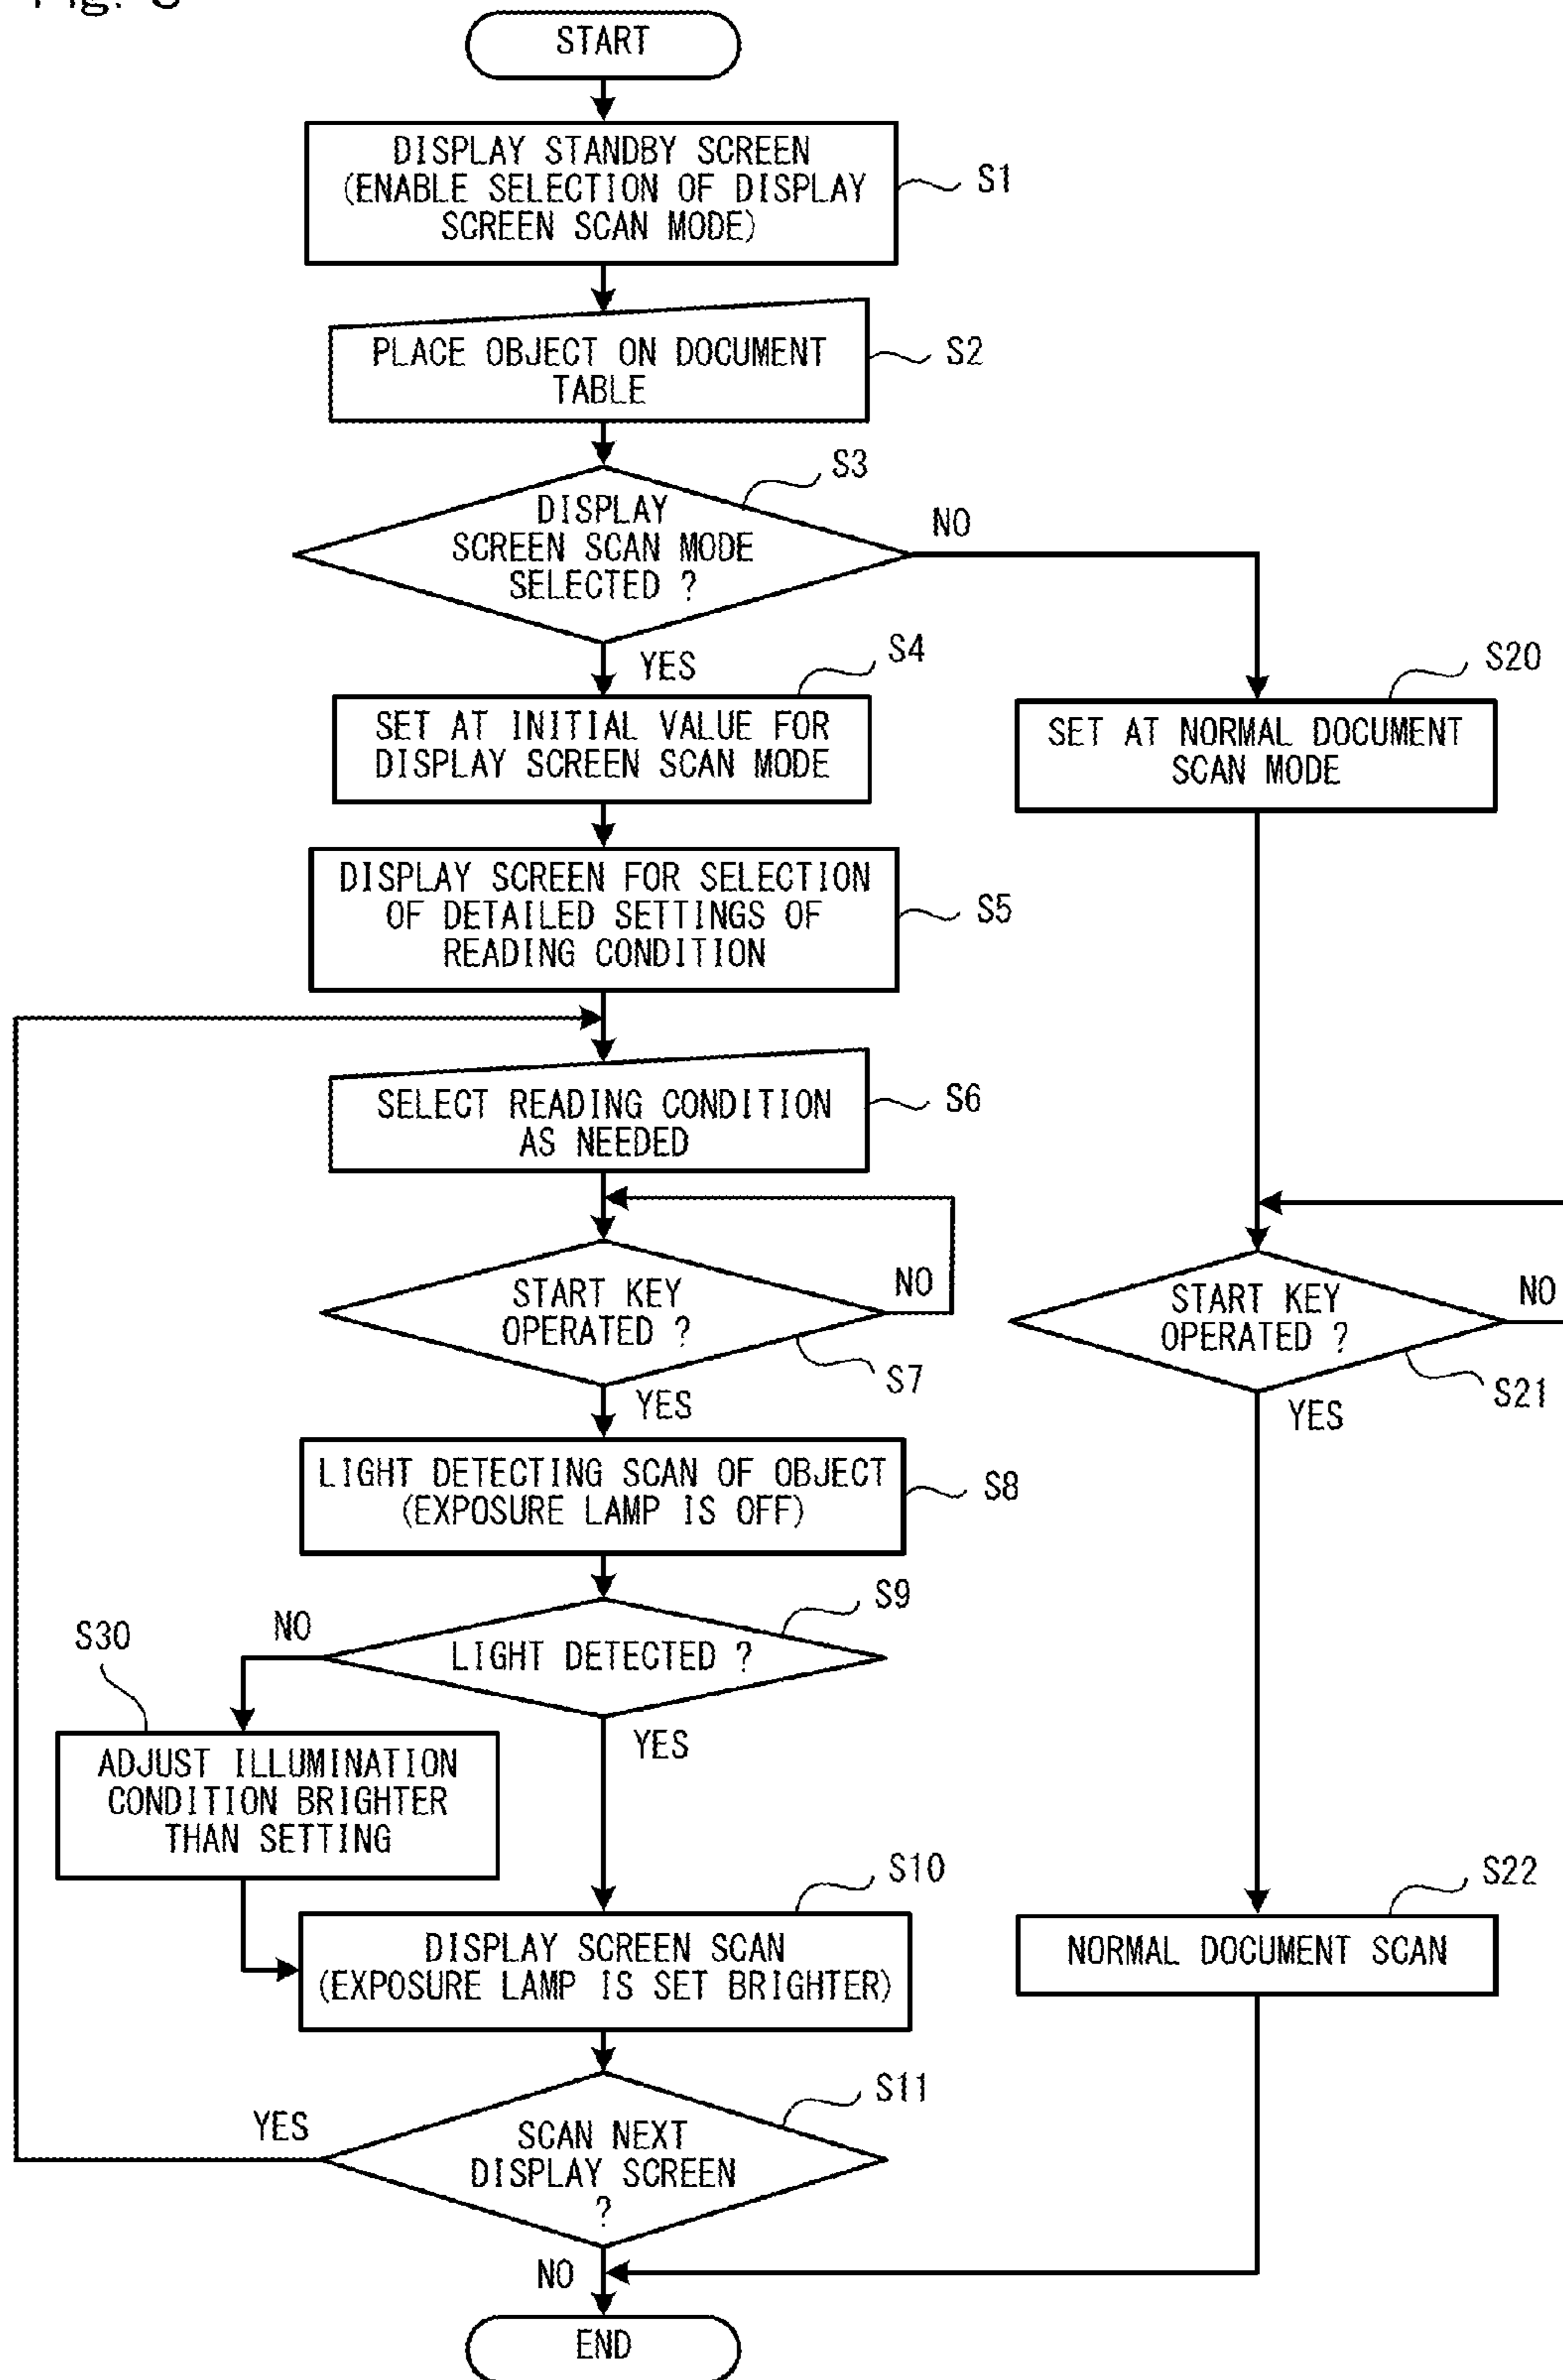 START
DISPLAY STANDBY SCREEN
(ENABLE SELECTION OF DISPLAY
SCREEN SCAN MODE)
S1
PLACE OBJECT ON DOCUMENT
TABLE
S2
S3
DISPLAY
SCREEN SCAN MODE
SELECTED ?
NO
YES
S4
SET AT INITIAL VALUE FOR
DISPLAY SCREEN SCAN MODE
S20
SET AT NORMAL DOCUMENT
SCAN MODE
DISPLAY SCREEN FOR SELECTION
OF DETAILED SETTINGS OF
READING CONDITION
S5
SELECT READING CONDITION
AS NEEDED
S6
START KEY
OPERATED ?
NO
S7
YES
START KEY
OPERATED ?
NO
S21
YES
LIGHT DETECTING SCAN OF OBJECT
(EXPOSURE LAMP IS OFF)
S8
S9
LIGHT DETECTED ?
NO
YES
S30
ADJUST ILLUMINATION
CONDITION BRIGHTER
THAN SETTING
S10
DISPLAY SCREEN SCAN
(EXPOSURE LAMP IS SET BRIGHTER)
S22
NORMAL DOCUMENT SCAN
S11
YES
SCAN NEXT
DISPLAY SCREEN
?
NO
END